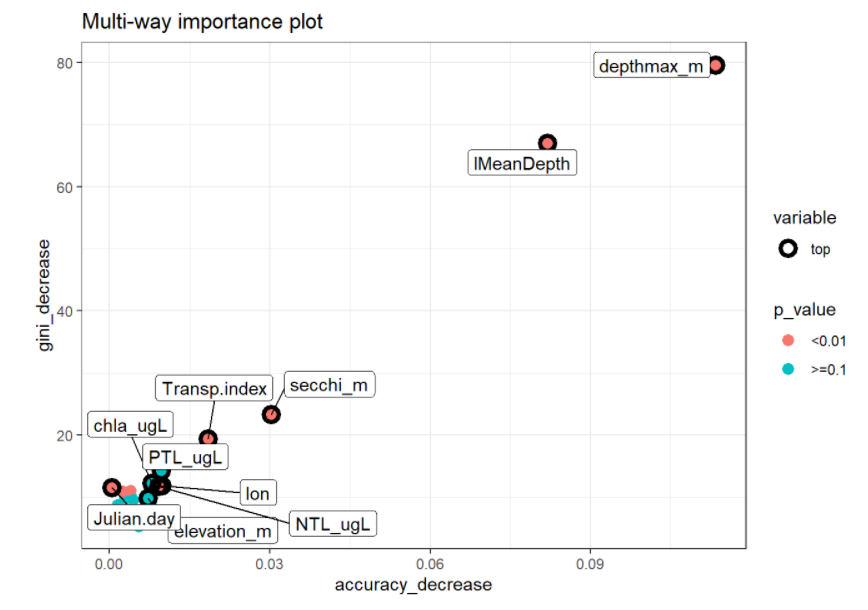 Multi-way importance plot
80
60
40
20
gini_decrease
depthmax_m
lMeanDepth
Transp.index
secchi_m
chla_ugL
PTL_ugL
lon
Julian.day
elevation_m
NTL_ugL
0.00
0.03
0.06
0.09
accuracy_decrease
variable
top
p_value
<0.01
>=0.1